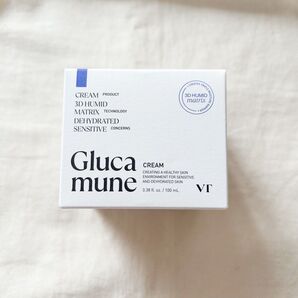 CREAM PRODUCT
3D HUMID
MATRIX TECHNOLOGY
DEHYDRATED
SENSITIVE CONCERNS
3D HUMID
matrix
Gluca
mune
CREAM
CREATING A HEALTHY SKIN
ENVIRONMENT FOR SENSITIVE
AND DEHYDRATED SKIN
3.38 fl. oz. / 100 mL
VT